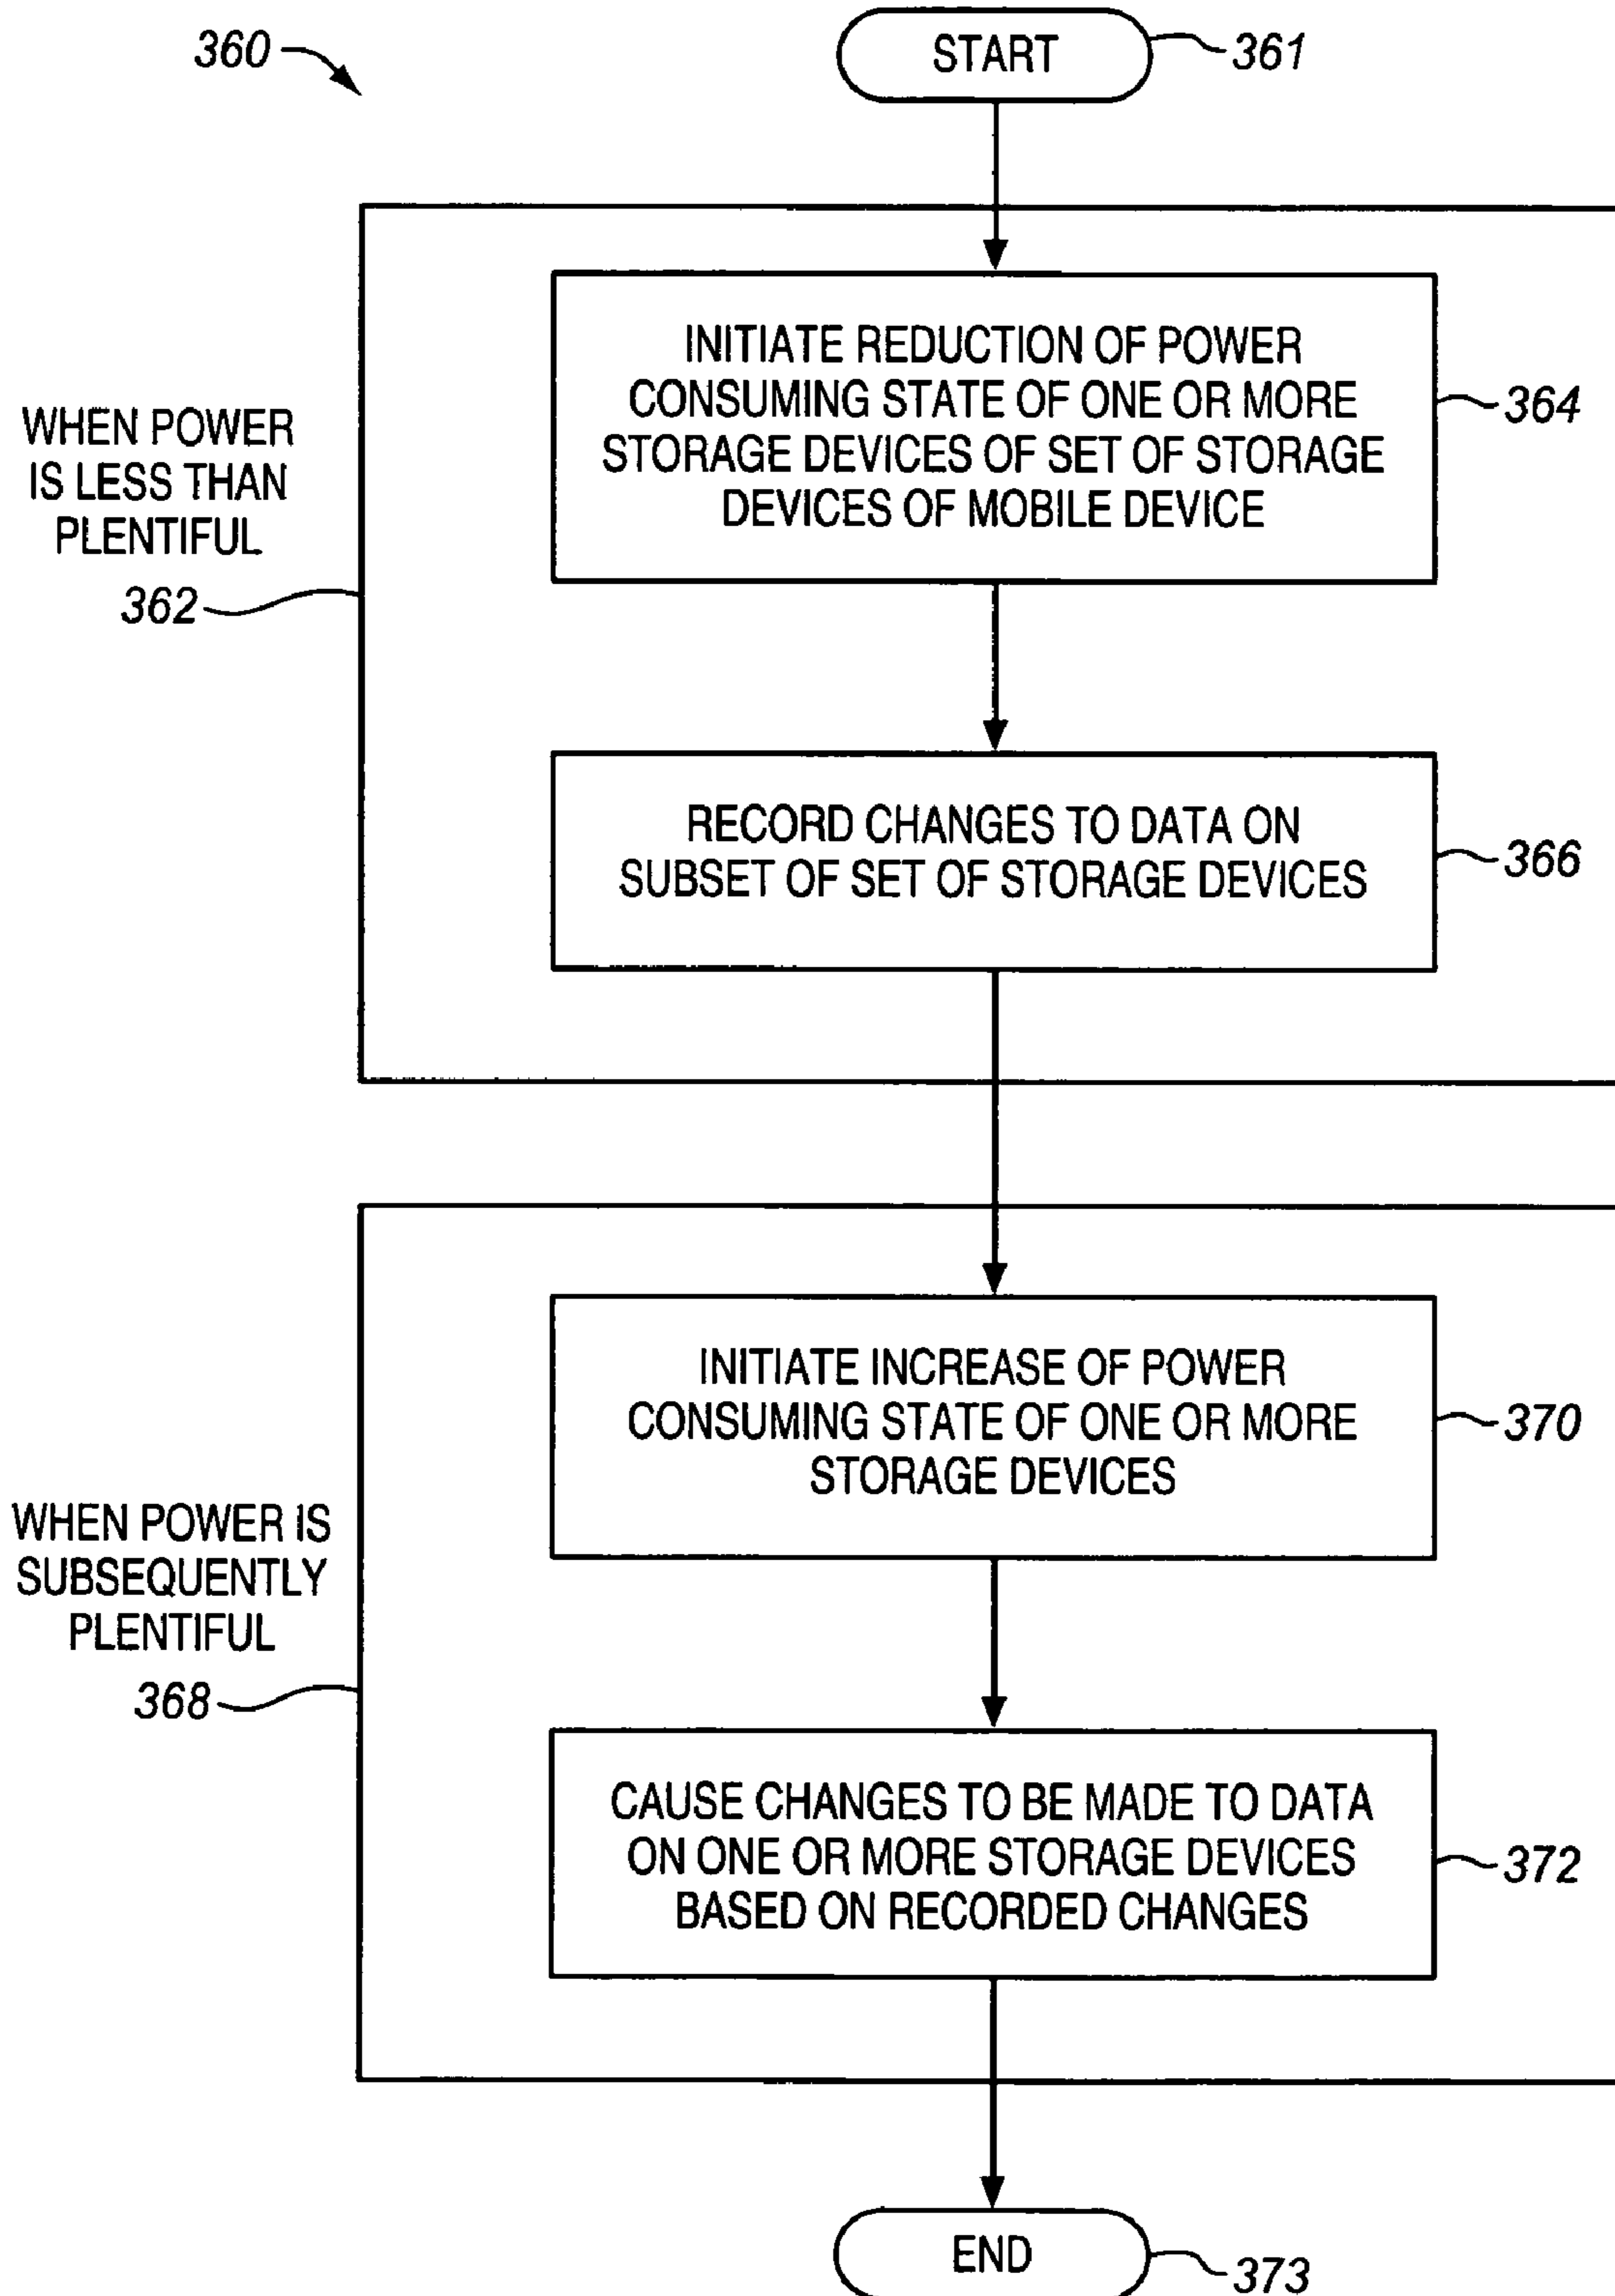 360
START
361
WHEN POWER
IS LESS THAN
PLENTIFUL
362
INITIATE REDUCTION OF POWER
CONSUMING STATE OF ONE OR MORE
STORAGE DEVICES OF SET OF STORAGE
DEVICES OF MOBILE DEVICE
364
RECORD CHANGES TO DATA ON
SUBSET OF SET OF STORAGE DEVICES
366
WHEN POWER IS
SUBSEQUENTLY
PLENTIFUL
368
INITIATE INCREASE OF POWER
CONSUMING STATE OF ONE OR MORE
STORAGE DEVICES
370
CAUSE CHANGES TO BE MADE TO DATA
ON ONE OR MORE STORAGE DEVICES
BASED ON RECORDED CHANGES
372
END
373